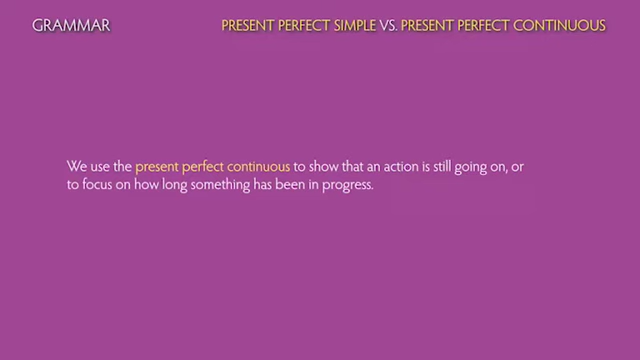 GRAMMAR
PRESENT PERFECT SIMPLE VS. PRESENT PERFECT CONTINUOUS
We use the present perfect continuous to show that an action is still going on, or
to focus on how long something has been in progress.